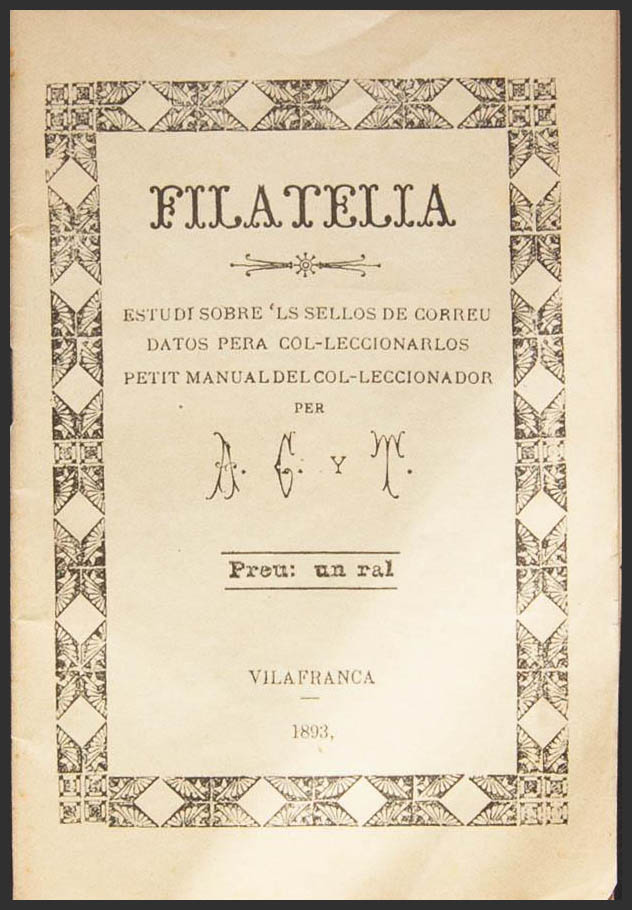 FILATELIA
ESTUDI SOBRE 'LS SELLOS DE CORREU
DATOS PERA COL-LECCIONARLOS
PETIT MANUAL DEL COL-LECCIONADOR
PER
A. C. Y T.
Preu: un ral
VILAFRANCA
1893,